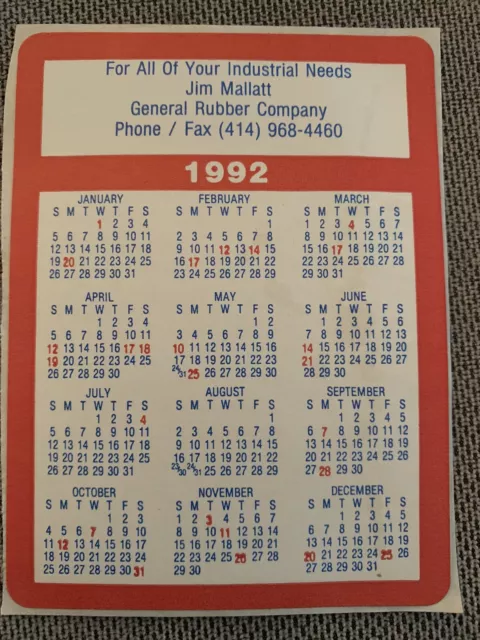 For All Of Your Industrial Needs
Jim Mallatt
General Rubber Company
Phone / Fax (414) 968-4460
1992
JANUARY
S M T W T F S
1 2 3 4
5 6 7 8 9 10 11
12 13 14 15 16 17 18
19 20 21 22 23 24 25
26 27 28 29 30 31
FEBRUARY
S M T W T F S
1
2 3 4 5 6 7 8
9 10 11 12 13 14 15
16 17 18 19 20 21 22
23 24 25 26 27 28 29
MARCH
S M T W T F S
1 2 3 4 5 6 7
8 9 10 11 12 13 14
15 16 17 18 19 20 21
22 23 24 25 26 27 28
29 30 31
APRIL
S M T W T F S
1 2 3 4
5 6 7 8 9 10 11
12 13 14 15 16 17 18
19 20 21 22 23 24 25
26 27 28 29 30
MAY
S M T W T F S
1 2
3 4 5 6 7 8 9
10 11 12 13 14 15 16
17 18 19 20 21 22 23
24/31 25 26 27 28 29 30
JUNE
S M T W T F S
1 2 3 4 5 6
7 8 9 10 11 12 13
14 15 16 17 18 19 20
21 22 23 24 25 26 27
28 29 30
JULY
S M T W T F S
1 2 3 4
5 6 7 8 9 10 11
12 13 14 15 16 17 18
19 20 21 22 23 24 25
26 27 28 29 30 31
AUGUST
S M T W T F S
1
2 3 4 5 6 7 8
9 10 11 12 13 14 15
16 17 18 19 20 21 22
23/30 24/31 25 26 27 28 29
SEPTEMBER
S M T W T F S
1 2 3 4 5
6 7 8 9 10 11 12
13 14 15 16 17 18 19
20 21 22 23 24 25 26
27 28 29 30
OCTOBER
S M T W T F S
1 2 3
4 5 6 7 8 9 10
11 12 13 14 15 16 17
18 19 20 21 22 23 24
25 26 27 28 29 30 31
NOVEMBER
S M T W T F S
1 2 3 4 5 6 7
8 9 10 11 12 13 14
15 16 17 18 19 20 21
22 23 24 25 26 27 28
29 30
DECEMBER
S M T W T F S
1 2 3 4 5
6 7 8 9 10 11 12
13 14 15 16 17 18 19
20 21 22 23 24 25 26
27 28 29 30 31